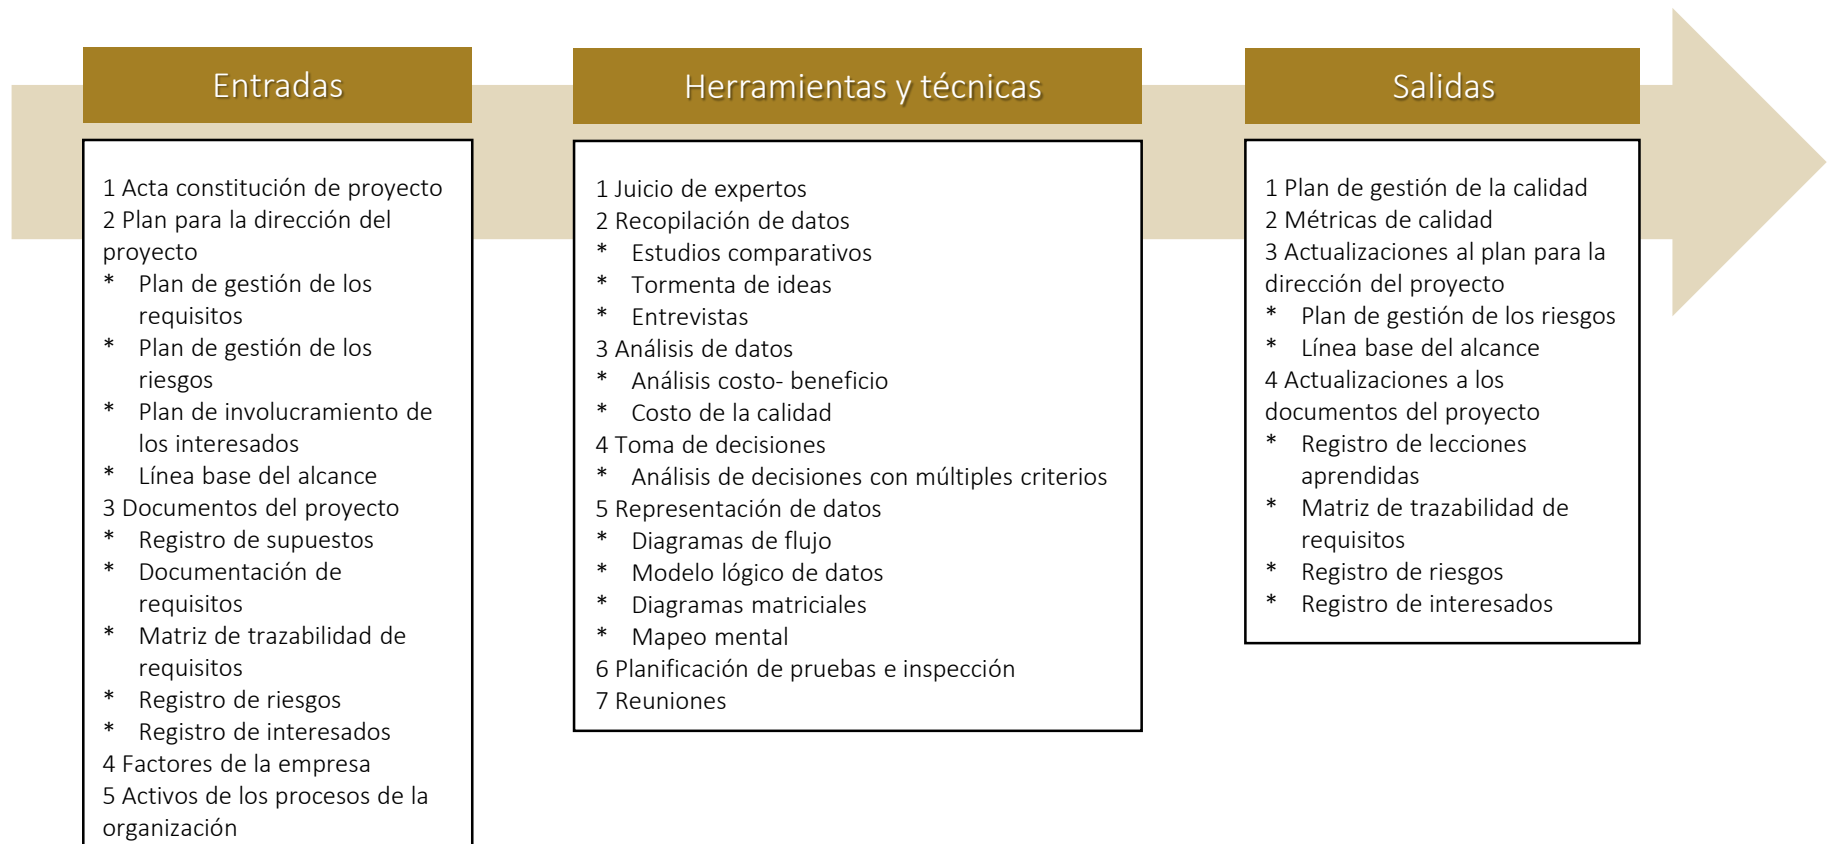 Entradas
1 Acta constitución de proyecto
2 Plan para la dirección del
proyecto
* Plan de gestión de los
requisitos
* Plan de gestión de los
riesgos
* Plan de involucramiento de
los interesados
* Línea base del alcance
3 Documentos del proyecto
* Registro de supuestos
* Documentación de
requisitos
* Matriz de trazabilidad de
requisitos
* Registro de riesgos
* Registro de interesados
4 Factores de la empresa
5 Activos de los procesos de la
organización
Herramientas y técnicas
1 Juicio de expertos
2 Recopilación de datos
* Estudios comparativos
* Tormenta de ideas
* Entrevistas
3 Análisis de datos
* Análisis costo- beneficio
* Costo de la calidad
4 Toma de decisiones
* Análisis de decisiones con múltiples criterios
5 Representación de datos
* Diagramas de flujo
* Modelo lógico de datos
* Diagramas matriciales
* Mapeo mental
6 Planificación de pruebas e inspección
7 Reuniones
Salidas
1 Plan de gestión de la calidad
2 Métricas de calidad
3 Actualizaciones al plan para la
dirección del proyecto
* Plan de gestión de los riesgos
* Línea base del alcance
4 Actualizaciones a los
documentos del proyecto
* Registro de lecciones
aprendidas
* Matriz de trazabilidad de
requisitos
* Registro de riesgos
* Registro de interesados